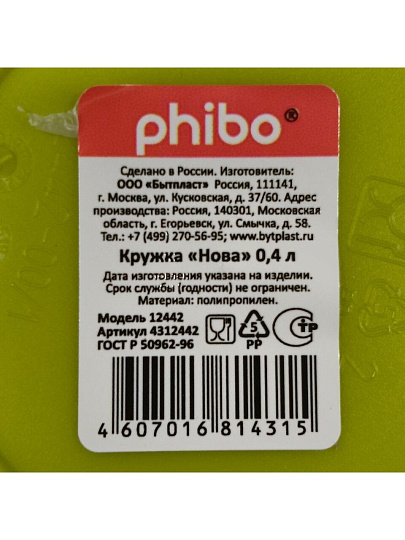 phibo®
Сделано в России. Изготовитель:
ООО «Бытпласт» Россия, 111141,
г. Москва, ул. Кусковская, д. 37/60. Адрес
производства: Россия, 140301, Московская
область, г. Егорьевск, ул. Смычка, д. 58.
Тел.: +7 (499) 270-56-95; www.bytplast.ru
Кружка «Нова» 0,4 л
Дата изготовления указана на изделии.
Срок службы (годности) не ограничен.
Материал: полипропилен.
Модель 12442
Артикул 4312442
ГОСТ Р 50962-96
5
PP
4 607016 814315